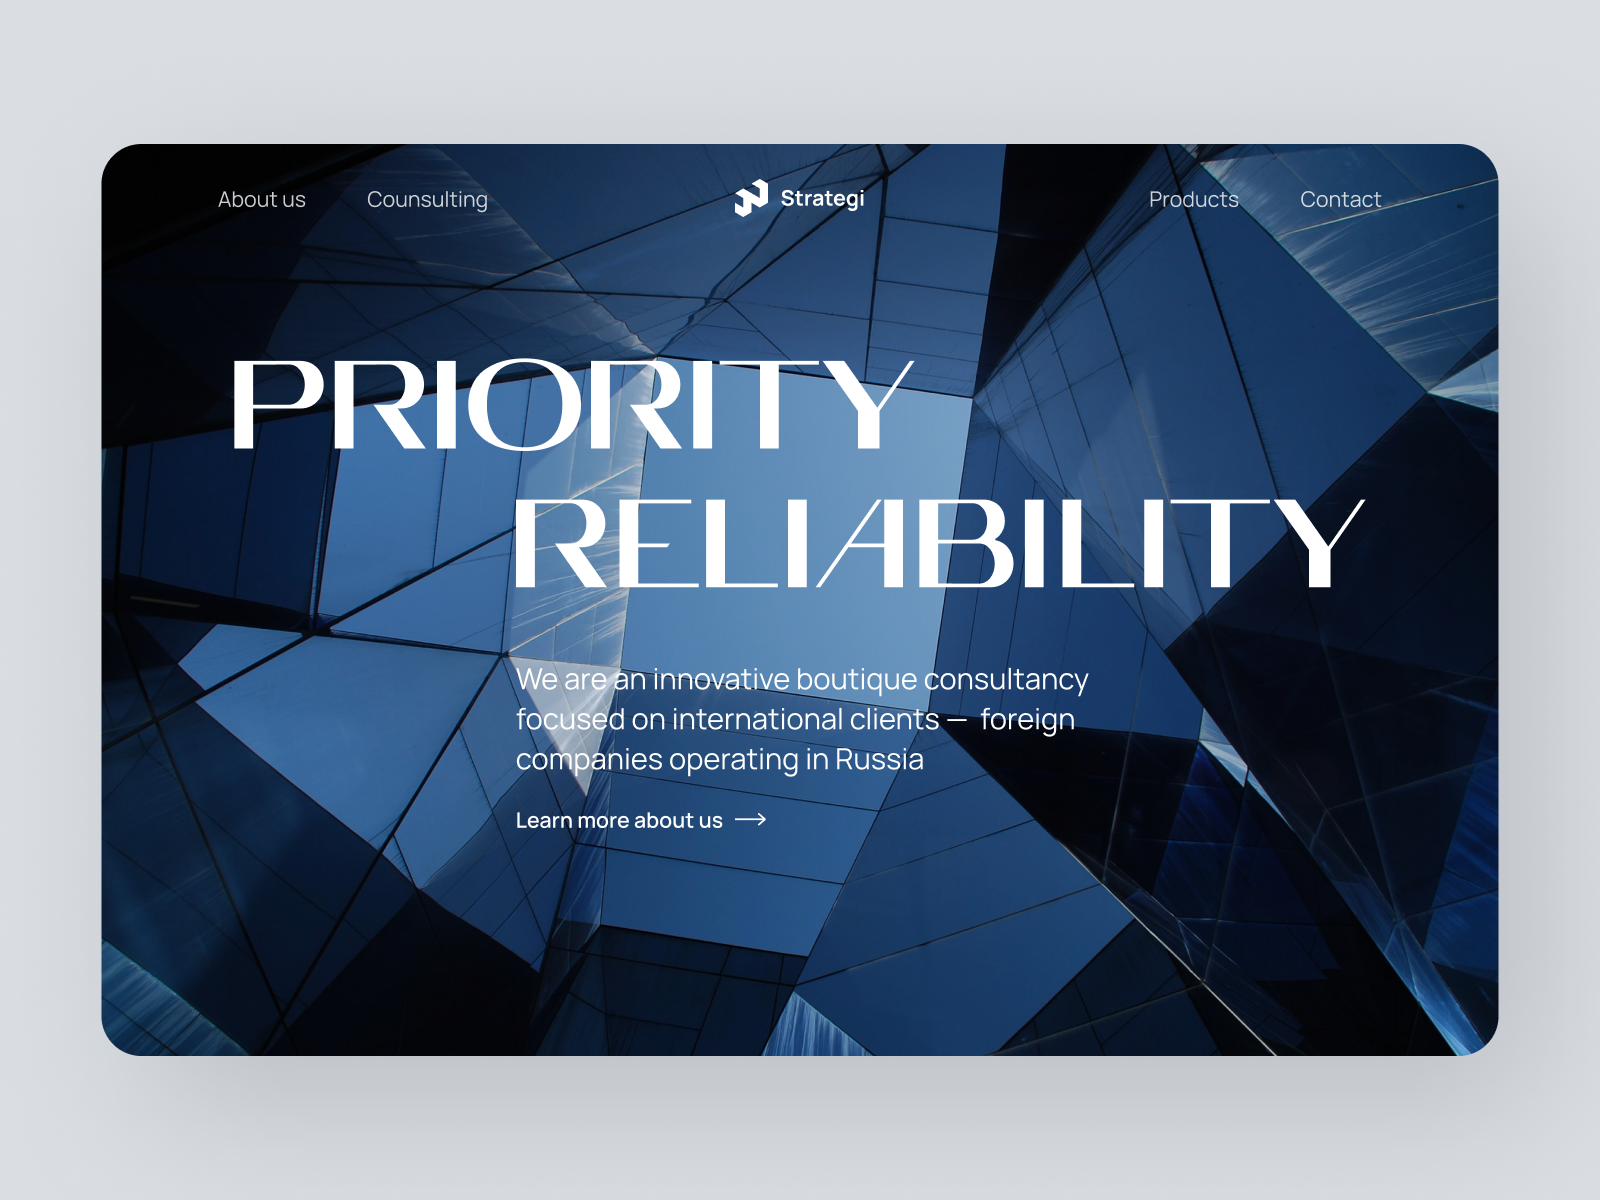 About us
Counsulting
Strategi
Products
Contact
PRIORITY
RELIABILITY
We are an innovative boutique consultancy
focused on international clients —  foreign
companies operating in Russia
Learn more about us →